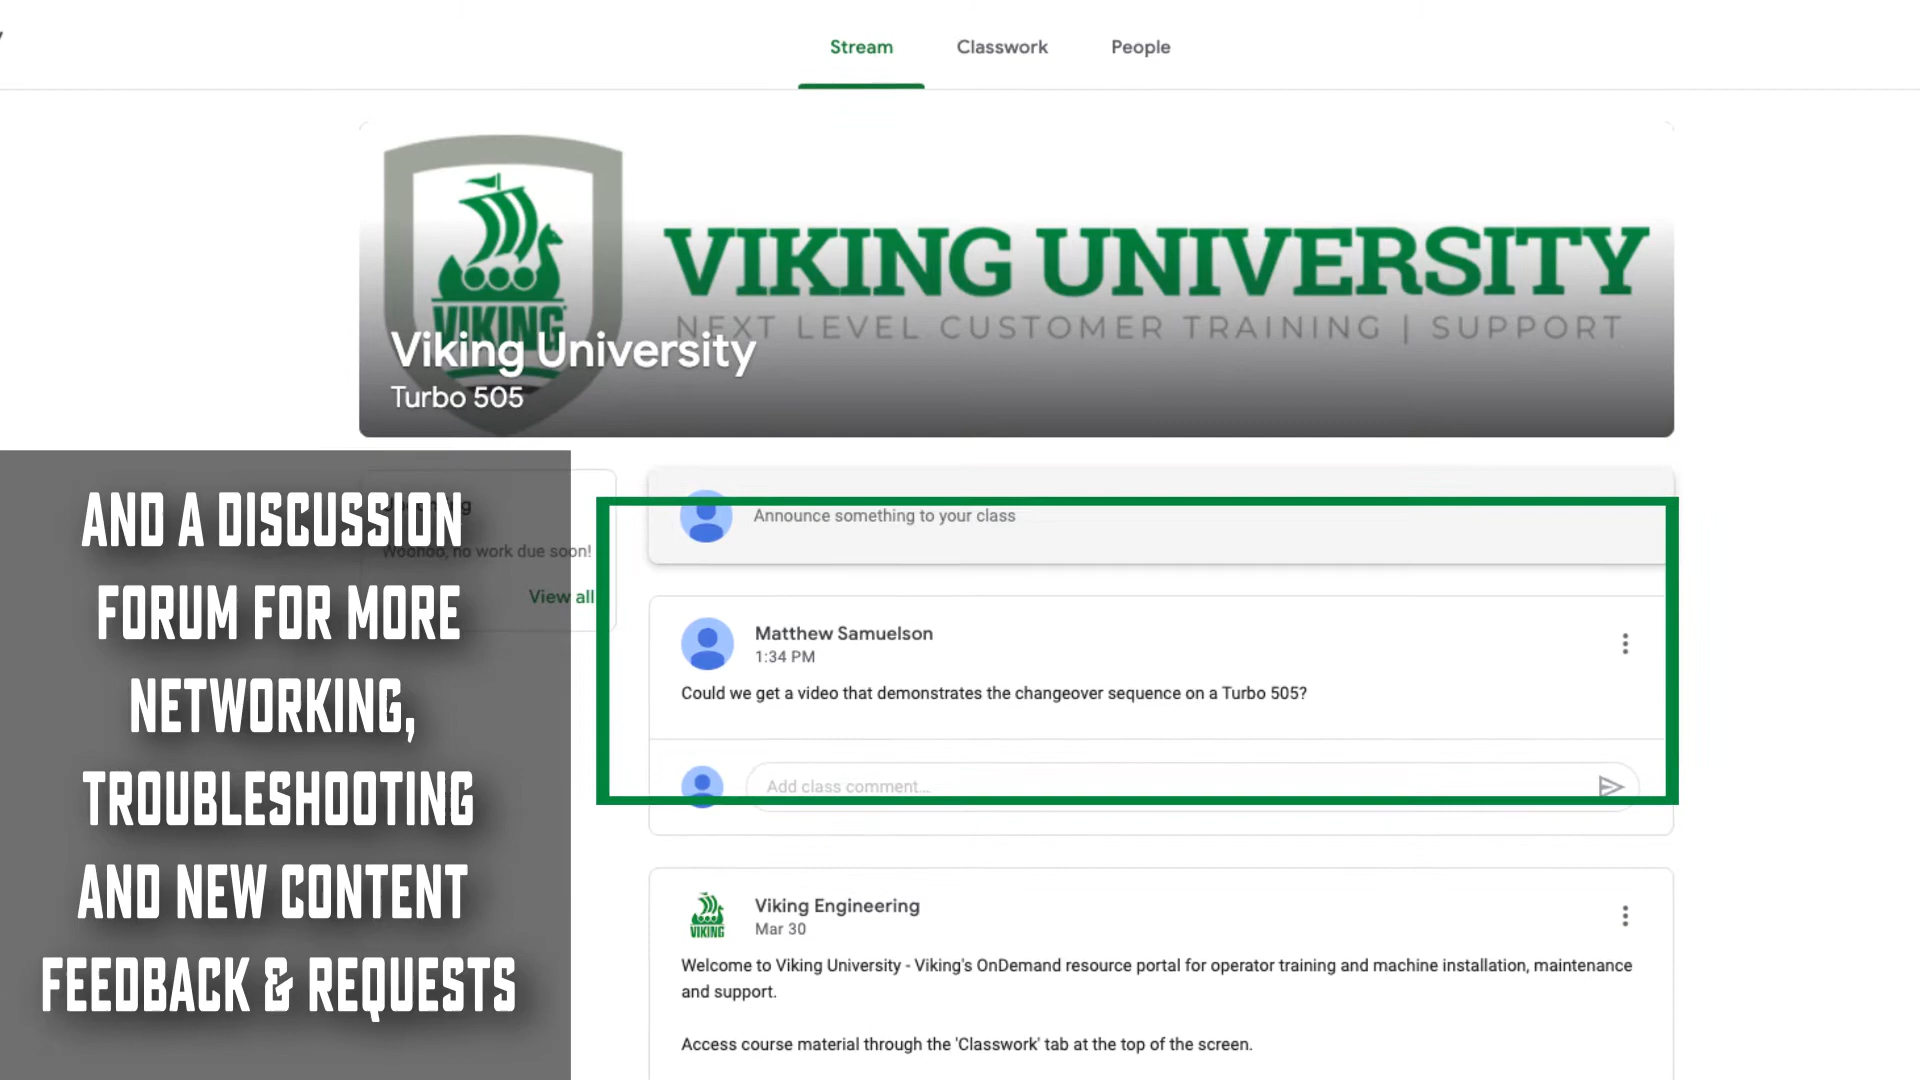 Stream
Classwork
People
VIKING
VIKING UNIVERSITY
NEXT LEVEL CUSTOMER TRAINING | SUPPORT
Viking University
Turbo 505
AND A DISCUSSION
FORUM FOR MORE
NETWORKING,
TROUBLESHOOTING
AND NEW CONTENT
FEEDBACK & REQUESTS
Woohoo, no work due soon!
View all
Announce something to your class
Matthew Samuelson
1:34 PM
Could we get a video that demonstrates the changeover sequence on a Turbo 505?
Add class comment...
VIKING
Viking Engineering
Mar 30
Welcome to Viking University - Viking's OnDemand resource portal for operator training and machine installation, maintenance
and support.
Access course material through the 'Classwork' tab at the top of the screen.